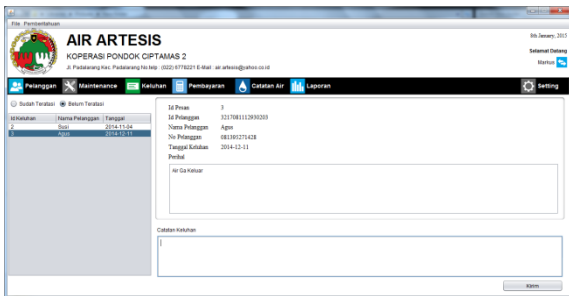 File Pemberitahuan
AIR ARTESIS
8th January, 2015
KOPERASI PONDOK CIPTAMAS 2
Selamat Datang
Jl. Padalarang Kec. Padalarang No.telp : (022) 6778221 E-Mail : air.artesis@yahoo.co.id
Markus
Pelanggan Maintenance Keluhan Pembayaran Catatan Air Laporan Setting
Sudah Teratasi Belum Teratasi
Id Keluhan Nama Pelanggan Tanggal
2 Susi 2014-11-04
3 Agus 2014-12-11
Id Pesan 3
Id Pelanggan 3217081112930203
Nama Pelanggan Agus
No Pelanggan 083395271428
Tanggal Keluhan 2014-12-11
Perihal
Air Ga Keluar
Catatan Keluhan
Kirim